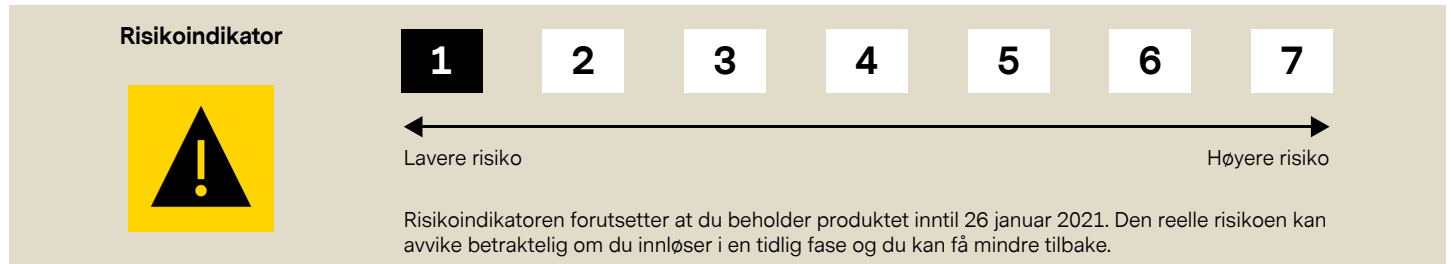 Risikoindikator
1 2 3 4 5 6 7
Lavere risiko Høyere risiko
Risikoindikatoren forutsetter at du beholder produktet inntil 26 januar 2021. Den reelle risikoen kan
avvike betraktelig om du innløser i en tidlig fase og du kan få mindre tilbake.